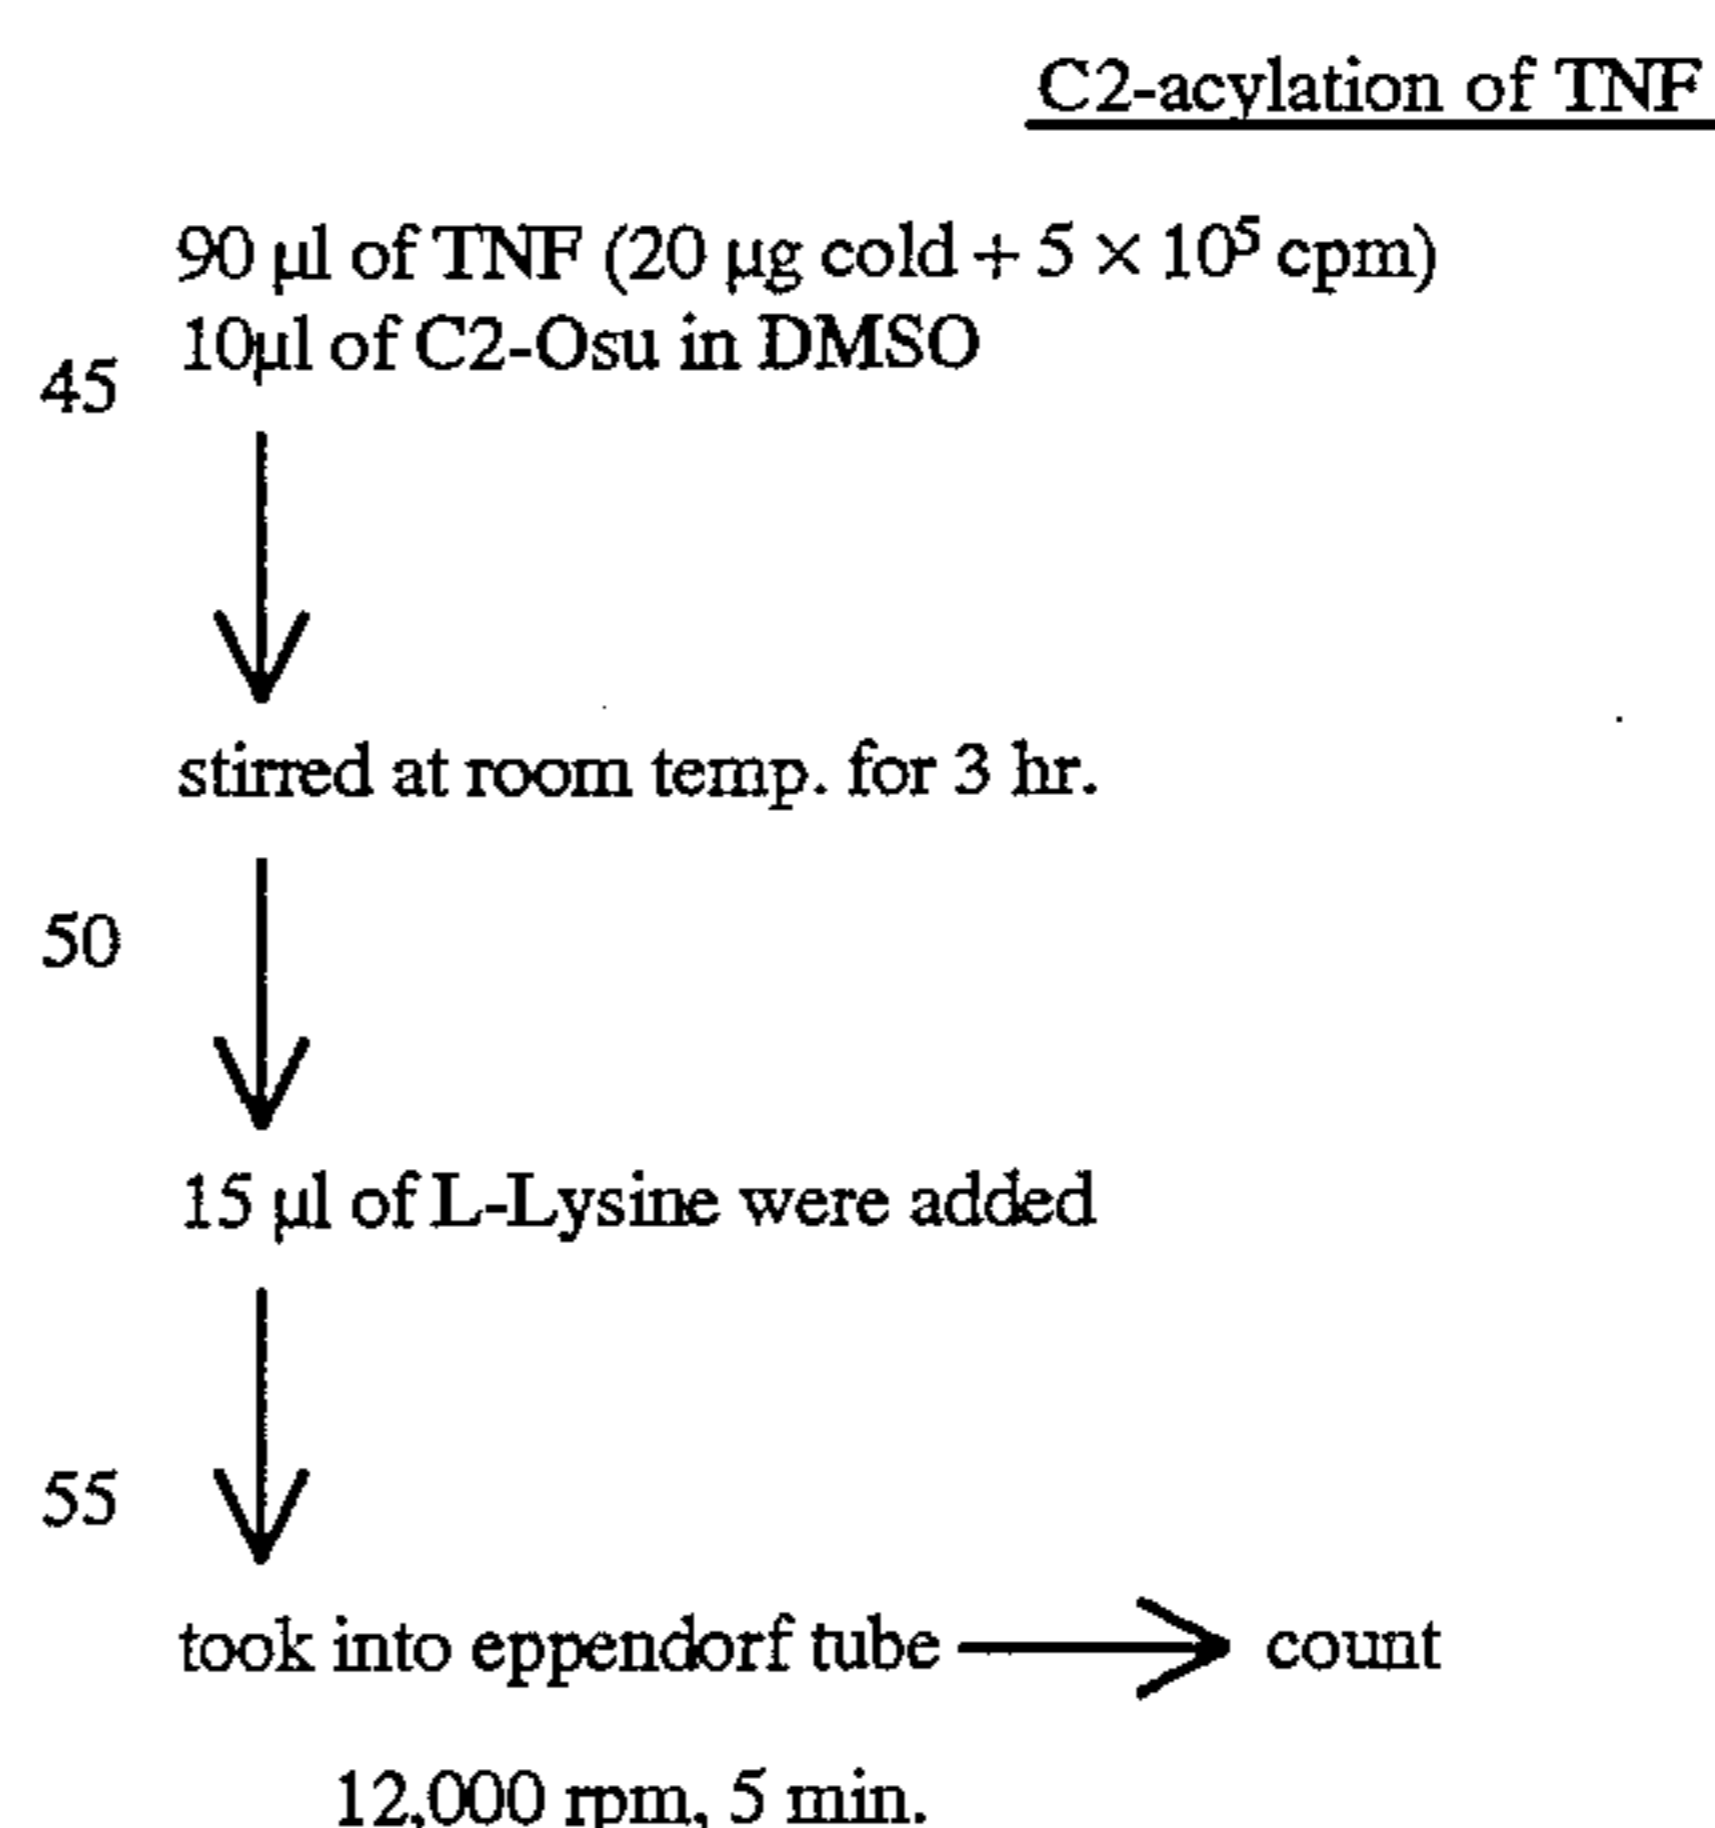 C2-acylation of TNF
90 µl of TNF (20 µg cold + 5 × 10⁵ cpm)
10µl of C2-Osu in DMSO
45
stirred at room temp. for 3 hr.
50
15 µl of L-Lysine were added
55
took into eppendorf tube → count
12,000 rpm, 5 min.